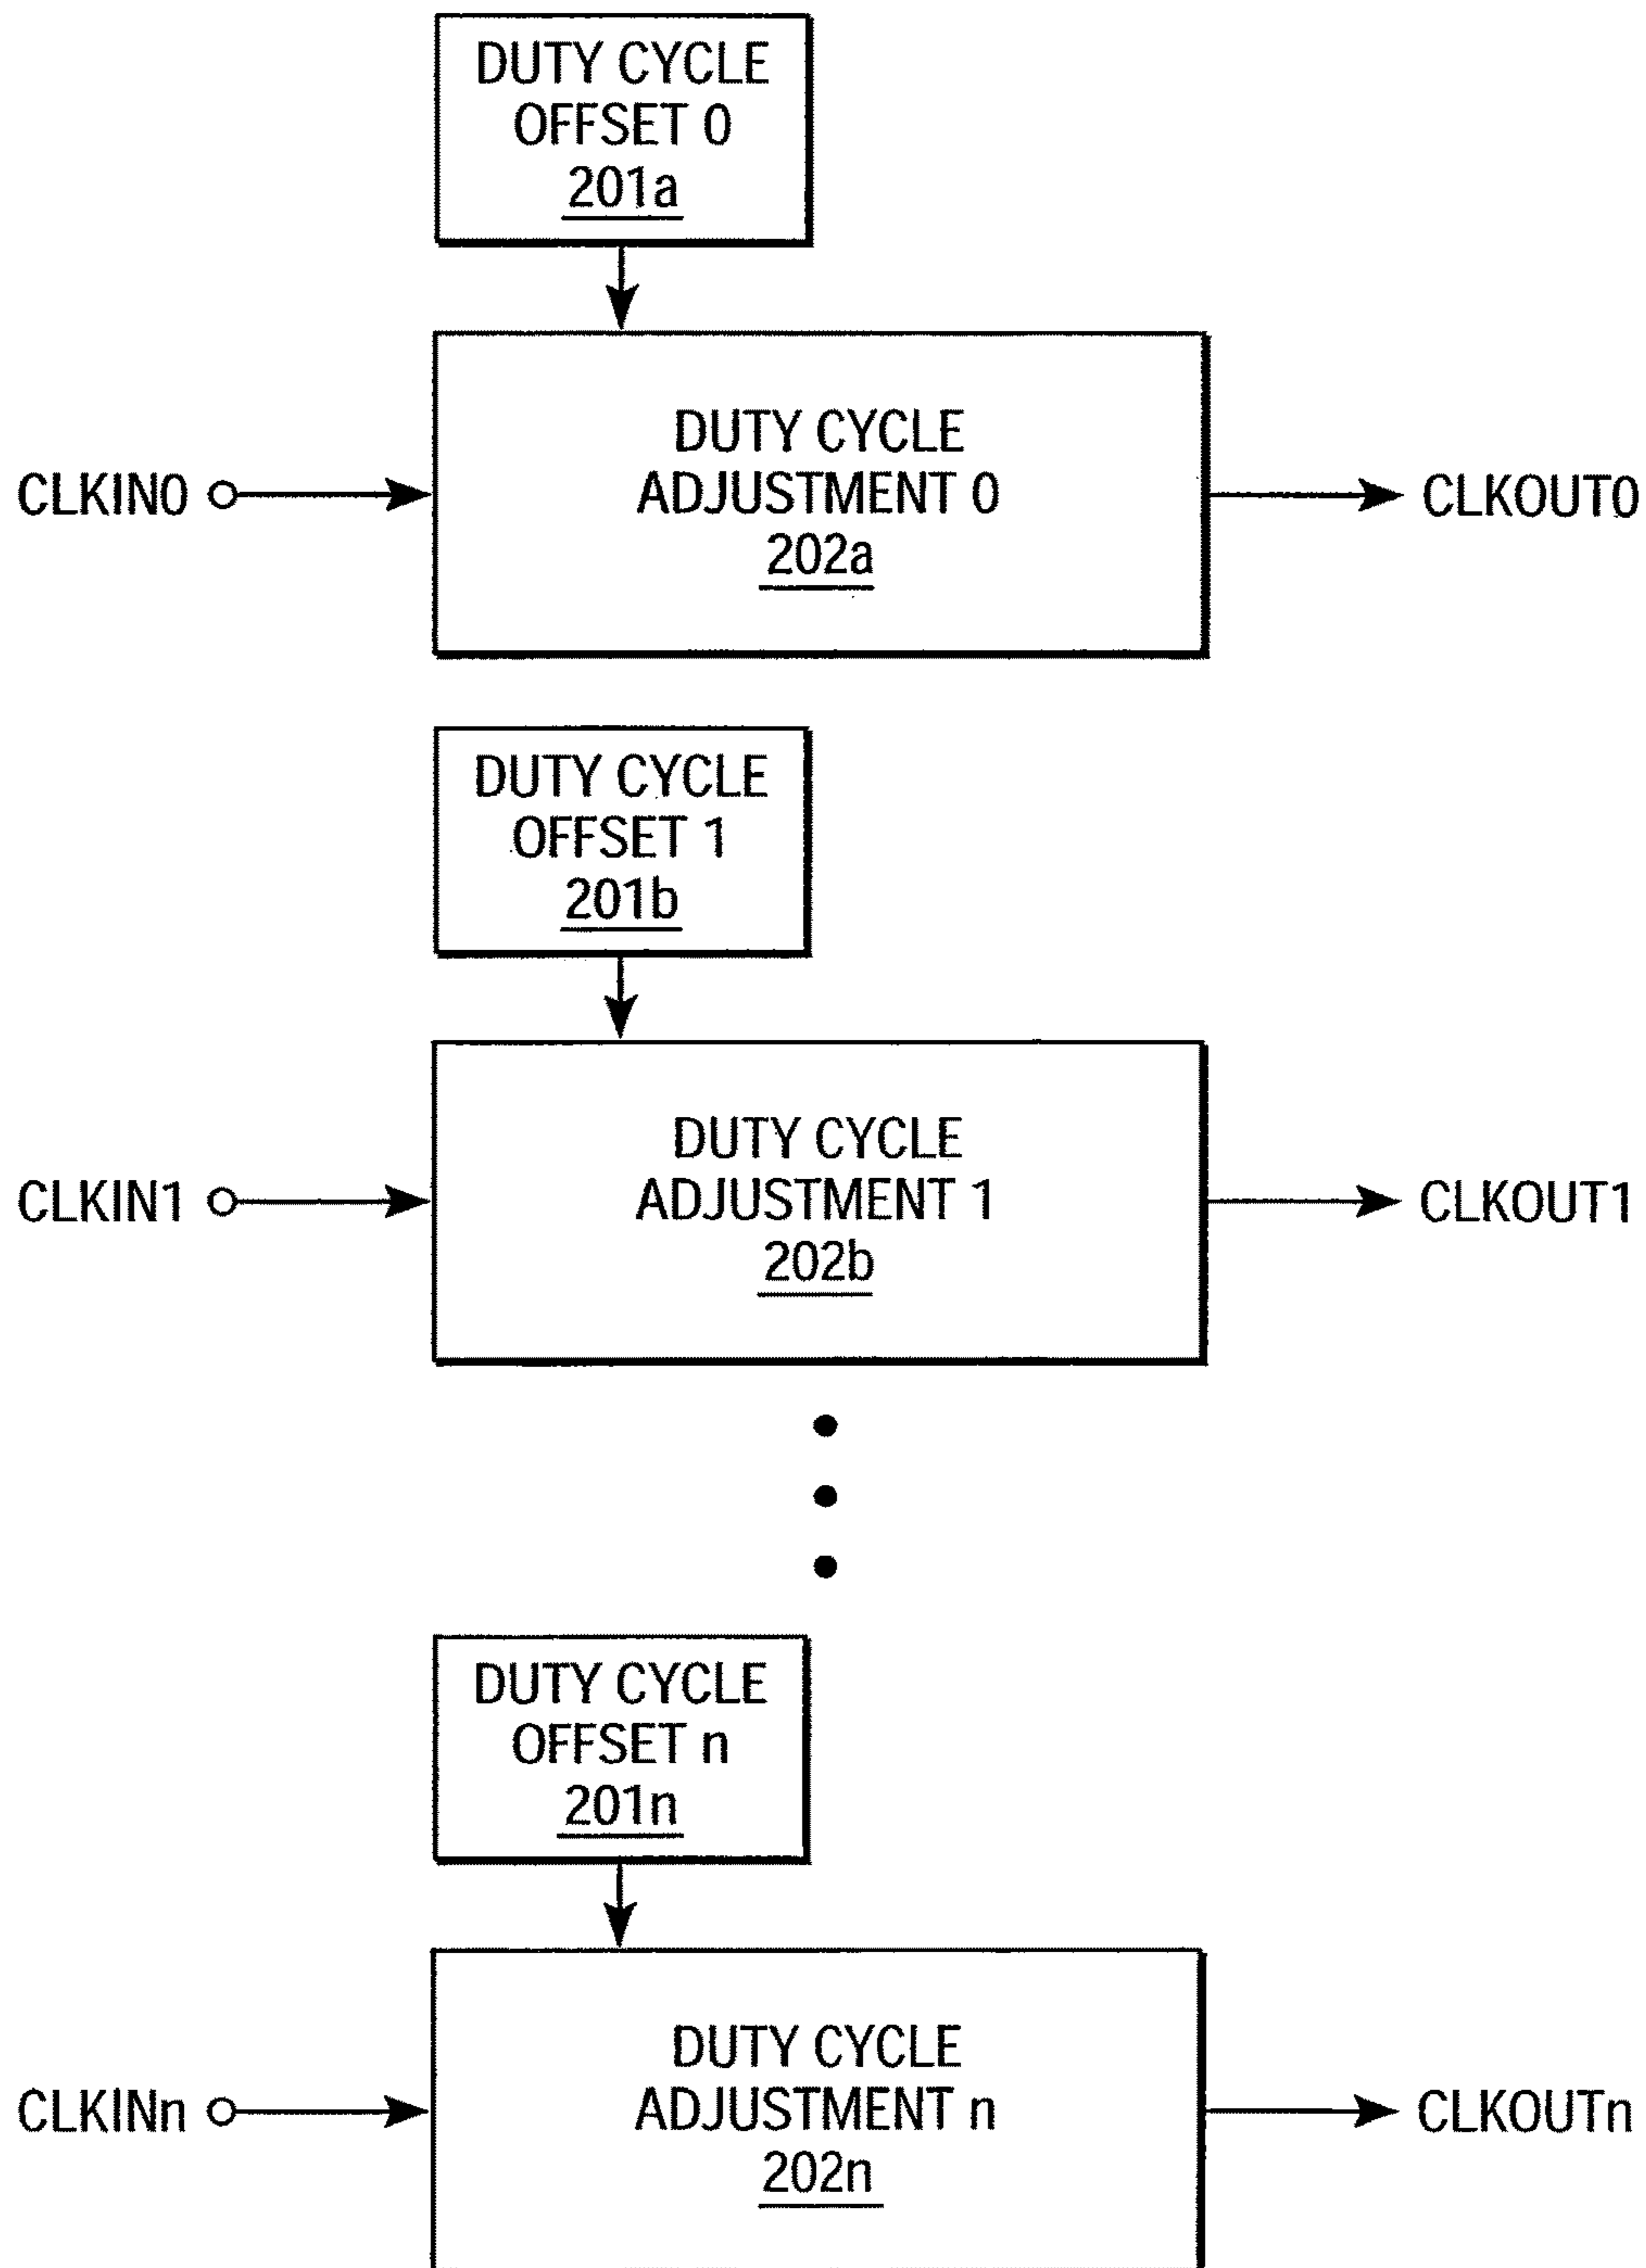 DUTY CYCLE
OFFSET 0
201a
DUTY CYCLE
ADJUSTMENT 0
202a
CLKIN0
CLKOUT0
DUTY CYCLE
OFFSET 1
201b
DUTY CYCLE
ADJUSTMENT 1
202b
CLKIN1
CLKOUT1
DUTY CYCLE
OFFSET n
201n
DUTY CYCLE
ADJUSTMENT n
202n
CLKINn
CLKOUTn